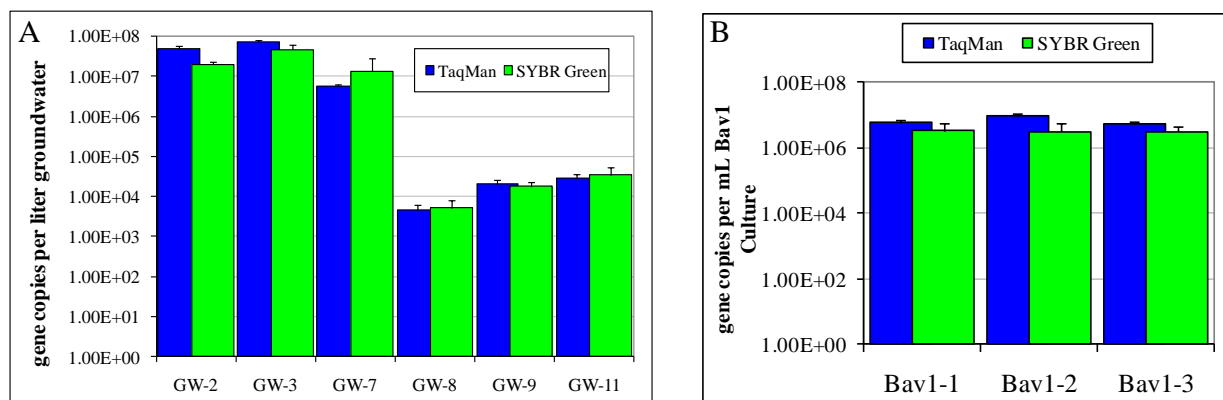 A
gene copies per liter groundwater
1.00E+08
1.00E+07
1.00E+06
1.00E+05
1.00E+04
1.00E+03
1.00E+02
1.00E+01
1.00E+00
TaqMan SYBR Green
GW-2 GW-3 GW-7 GW-8 GW-9 GW-11
B
TaqMan SYBR Green
gene copies per mL Bav1
Culture
1.00E+08
1.00E+06
1.00E+04
1.00E+02
1.00E+00
Bav1-1 Bav1-2 Bav1-3